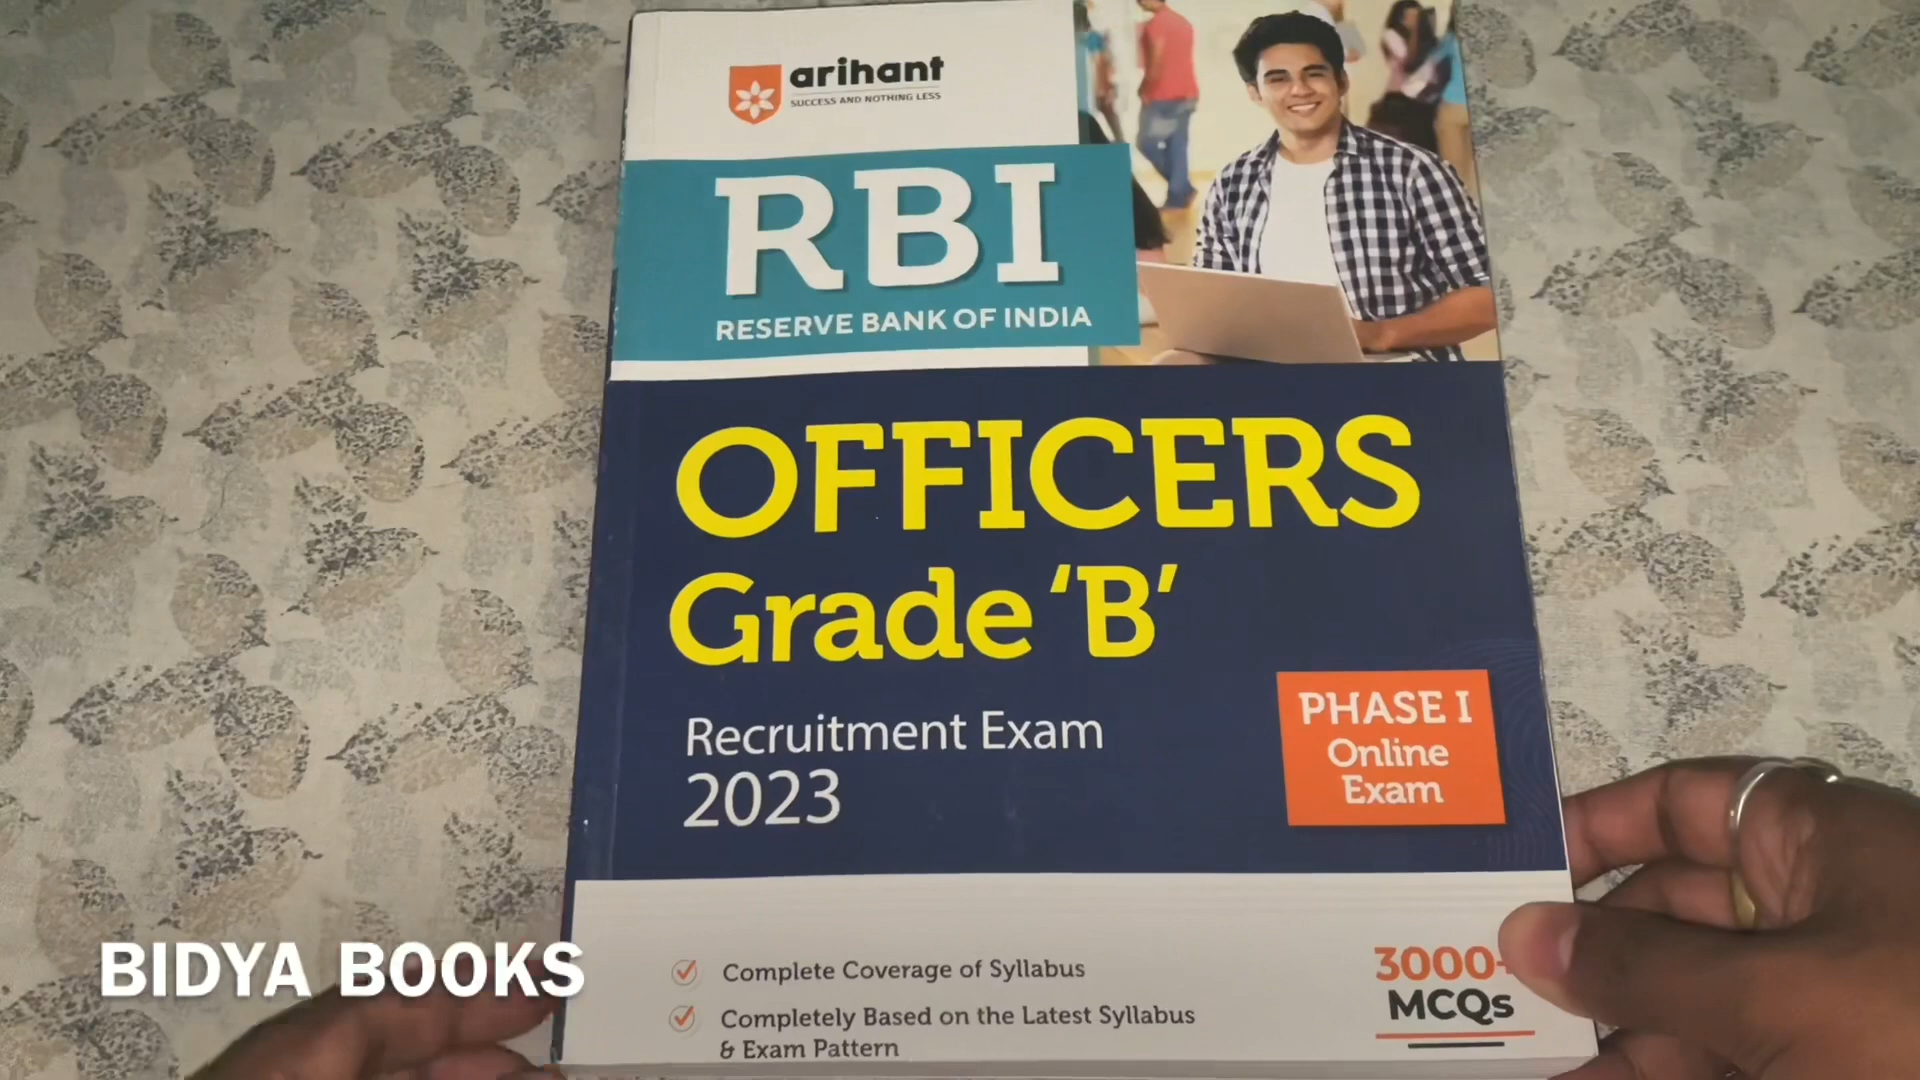 arihant
SUCCESS AND NOTHING LESS
RBI
RESERVE BANK OF INDIA
OFFICERS
Grade ‘B’
Recruitment Exam
2023
PHASE I
Online
Exam
Complete Coverage of Syllabus
Completely Based on the Latest Syllabus
& Exam Pattern
3000+
MCQs
BIDYA BOOKS